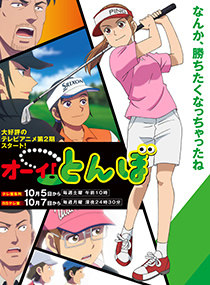 なんか、勝ちたくなっちゃったね
PING
大好評の
テレビアニメ第2期
スタート!
オーイ!とんぼ
10月5日から 毎週土曜 午前10時
10月7日から 毎週月曜 深夜24時30分